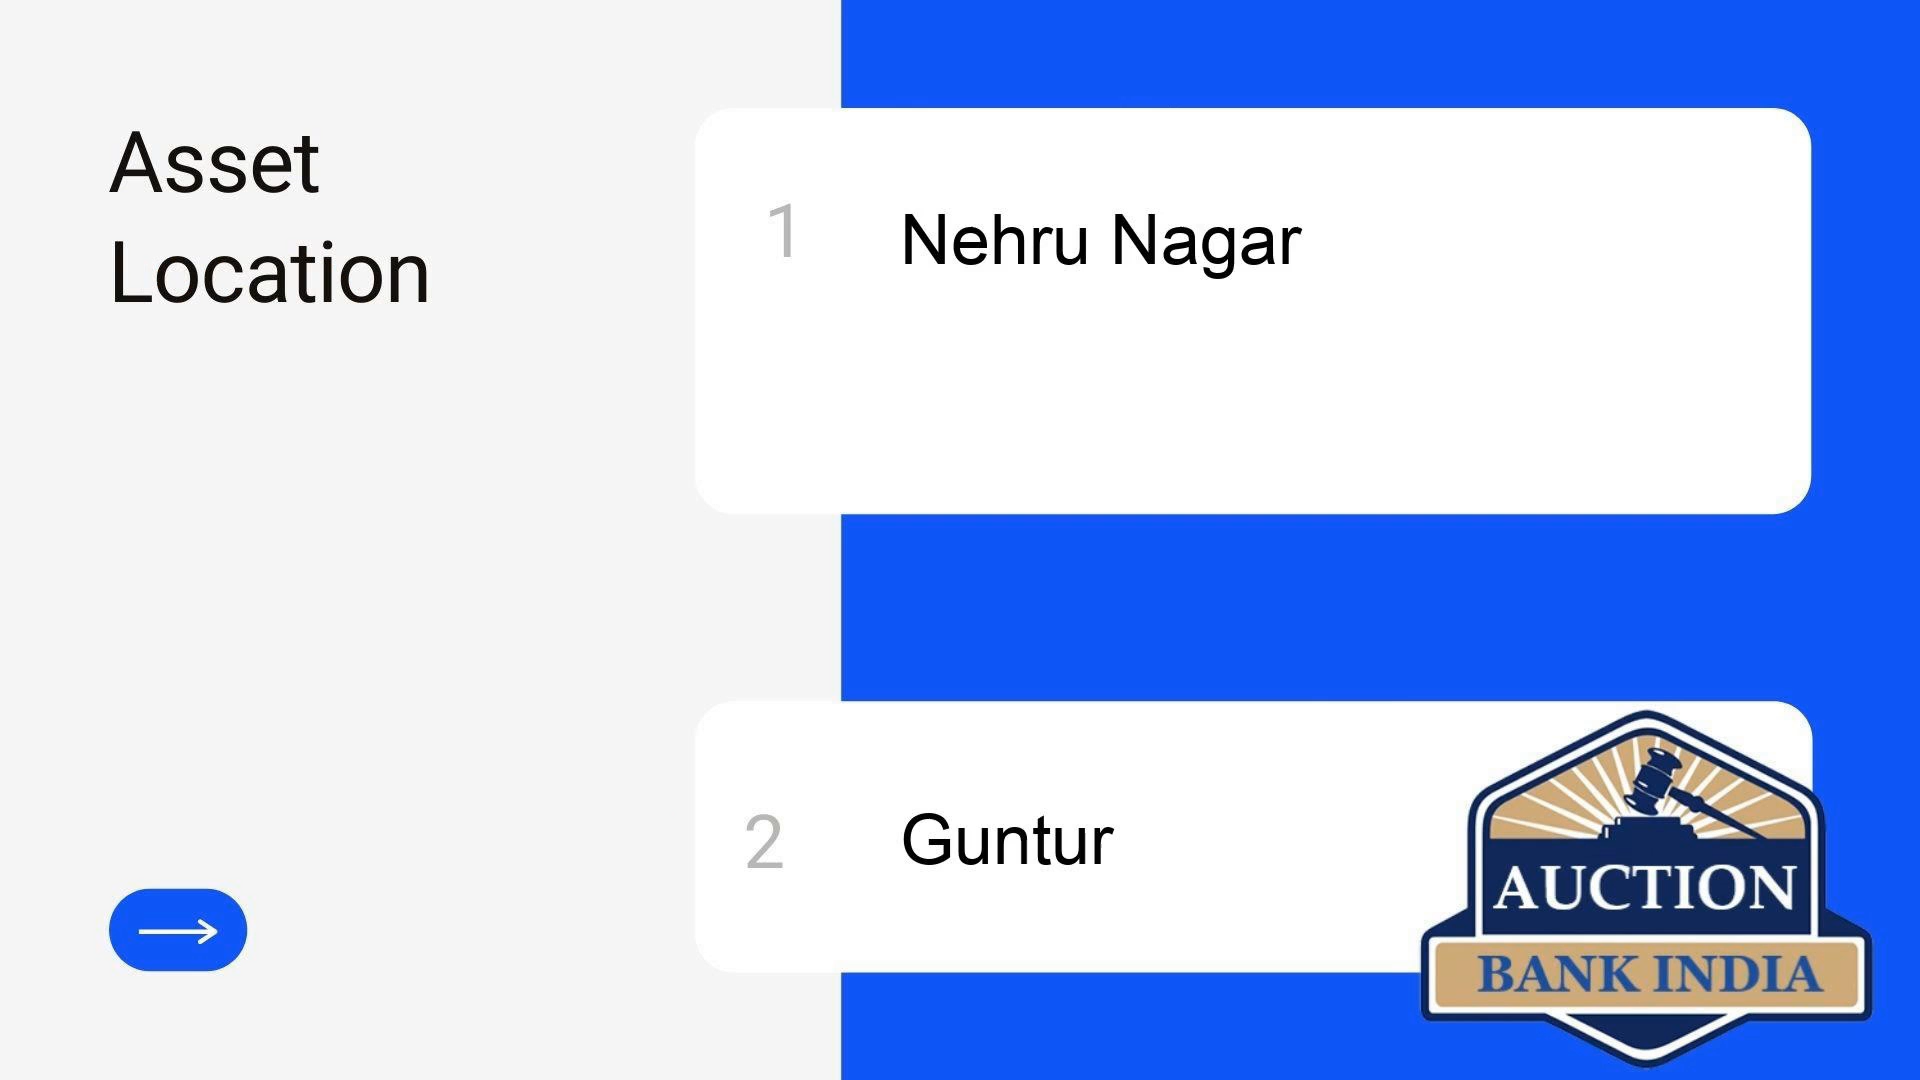 Asset
Location
1
Nehru Nagar
2
Guntur
AUCTION
BANK INDIA